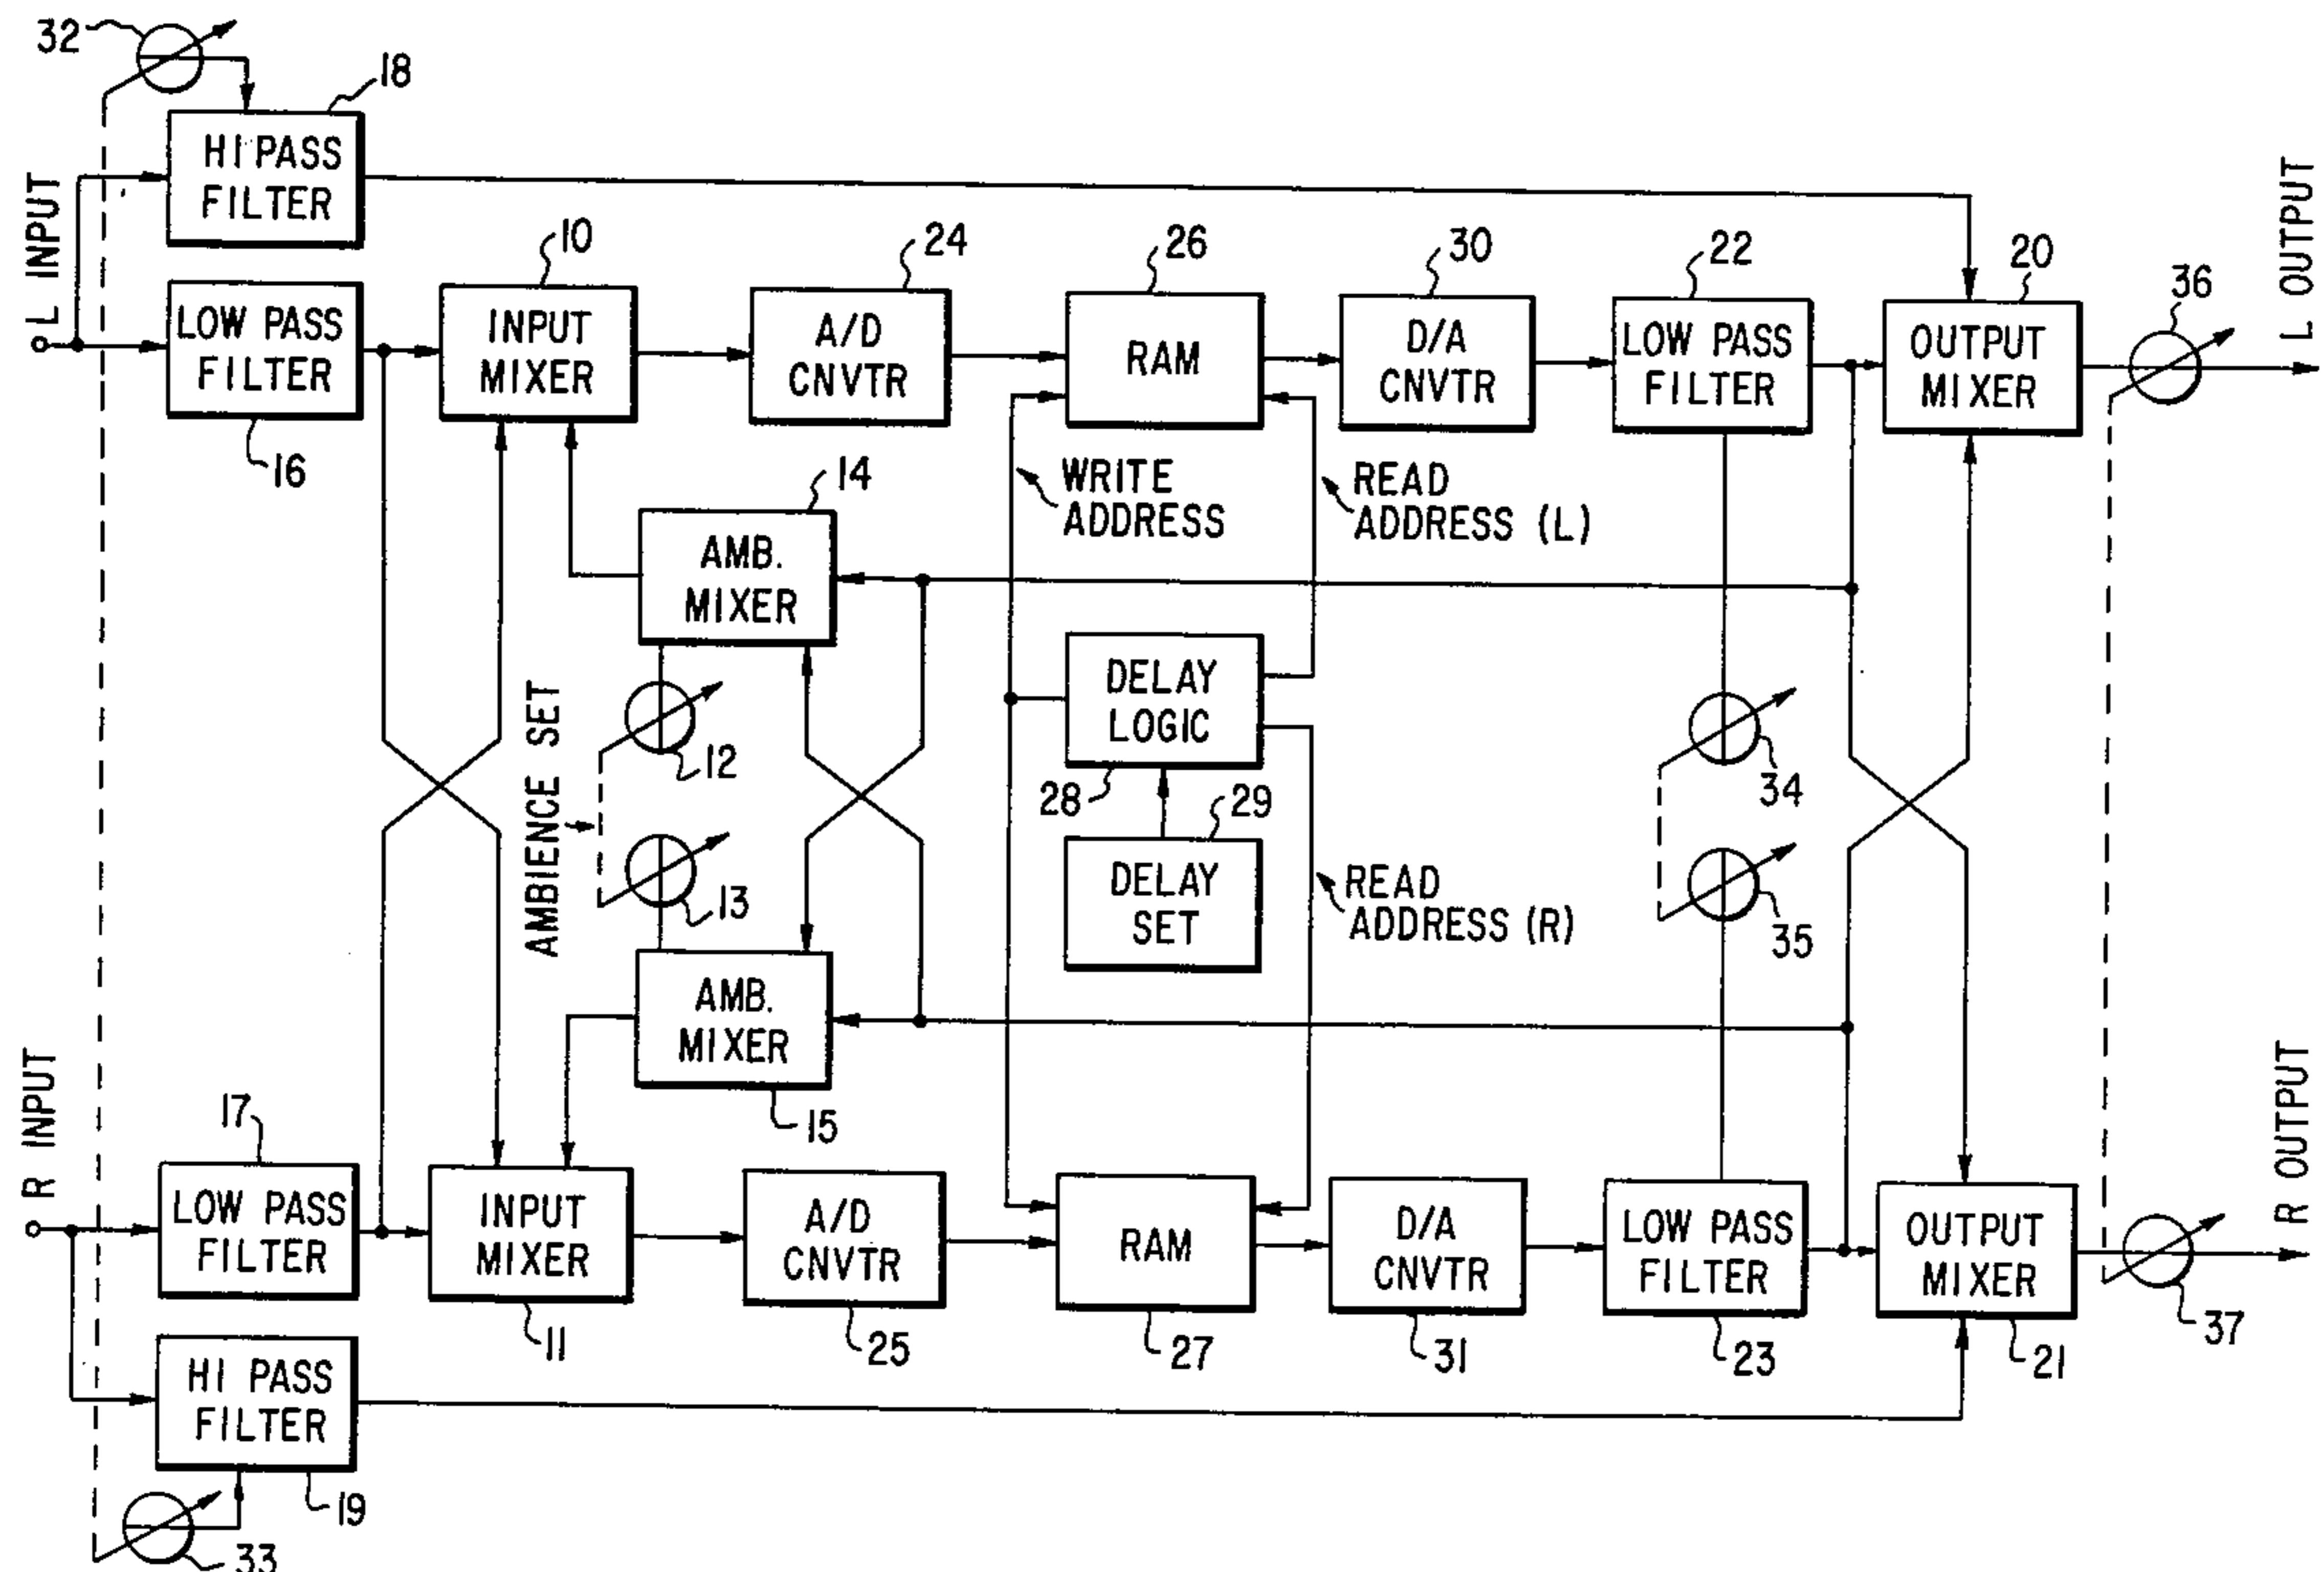 32
18
HI PASS
FILTER
L INPUT
10
24
26
30
22
20
36
L OUTPUT
LOW PASS
FILTER
INPUT
MIXER
A/D
CNVTR
RAM
D/A
CNVTR
LOW PASS
FILTER
OUTPUT
MIXER
16
14
WRITE
ADDRESS
READ
ADDRESS (L)
AMB.
MIXER
DELAY
LOGIC
AMBIENCE SET
12
34
28
29
13
DELAY
SET
READ
ADDRESS (R)
35
AMB.
MIXER
15
R INPUT
17
R OUTPUT
LOW PASS
FILTER
INPUT
MIXER
A/D
CNVTR
RAM
D/A
CNVTR
LOW PASS
FILTER
OUTPUT
MIXER
11
25
27
31
23
21
37
HI PASS
FILTER
19
33